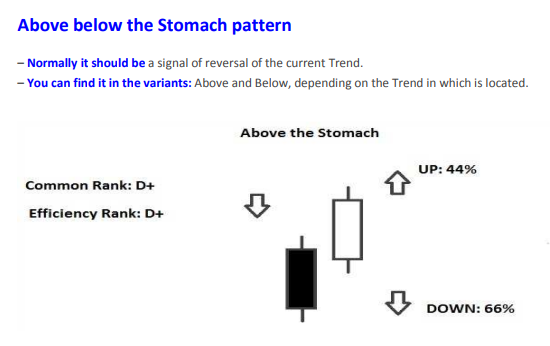 Above below the Stomach pattern
– Normally it should be a signal of reversal of the current Trend.
– You can find it in the variants: Above and Below, depending on the Trend in which is located.
Above the Stomach
UP: 44%
Common Rank: D+
Efficiency Rank: D+
DOWN: 66%